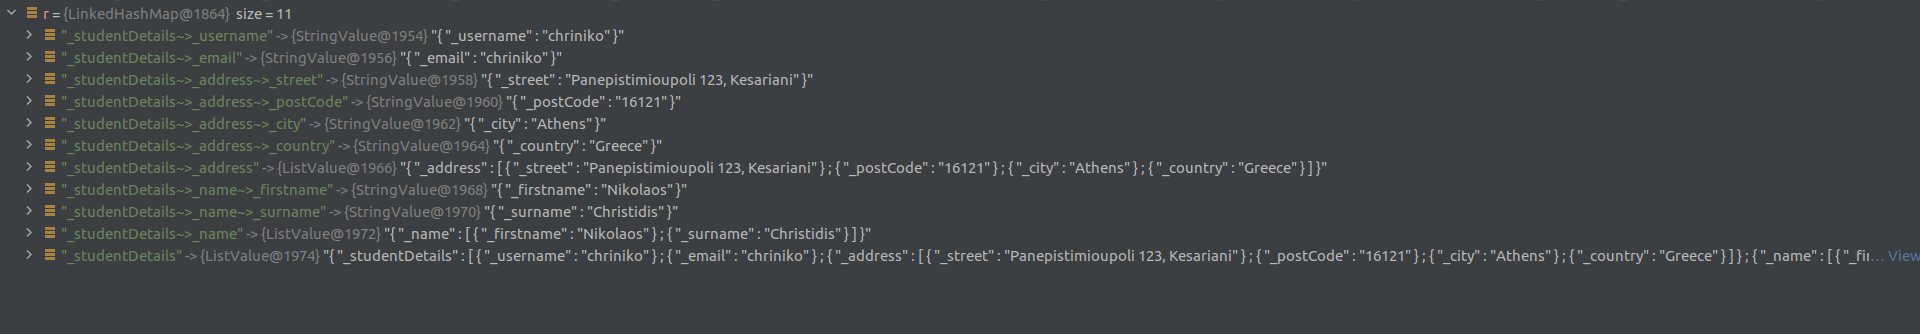 r = {LinkedHashMap@1864} size = 11
"_studentDetails~>_username" -> {StringValue@1954} "{ "_username" : "chriniko" }"
"_studentDetails~>_email" -> {StringValue@1956} "{ "_email" : "chriniko" }"
"_studentDetails~>_address~>_street" -> {StringValue@1958} "{ "_street" : "Panepistimioupoli 123, Kesariani" }"
"_studentDetails~>_address~>_postCode" -> {StringValue@1960} "{ "_postCode" : "16121" }"
"_studentDetails~>_address~>_city" -> {StringValue@1962} "{ "_city" : "Athens" }"
"_studentDetails~>_address~>_country" -> {StringValue@1964} "{ "_country" : "Greece" }"
"_studentDetails~>_address" -> {ListValue@1966} "{ "_address" : [ { "_street" : "Panepistimioupoli 123, Kesariani" } ; { "_postCode" : "16121" } ; { "_city" : "Athens" } ; { "_country" : "Greece" } ] }"
"_studentDetails~>_name~>_firstname" -> {StringValue@1968} "{ "_firstname" : "Nikolaos" }"
"_studentDetails~>_name~>_surname" -> {StringValue@1970} "{ "_surname" : "Christidis" }"
"_studentDetails~>_name" -> {ListValue@1972} "{ "_name" : [ { "_firstname" : "Nikolaos" } ; { "_surname" : "Christidis" } ] }"
"_studentDetails" -> {ListValue@1974} "{ "_studentDetails" : [ { "_username" : "chriniko" } ; { "_email" : "chriniko" } ; { "_address" : [ { "_street" : "Panepistimioupoli 123, Kesariani" } ; { "_postCode" : "16121" } ; { "_city" : "Athens" } ; { "_country" : "Greece" } ] } ; { "_name" : [ { "_fir... View